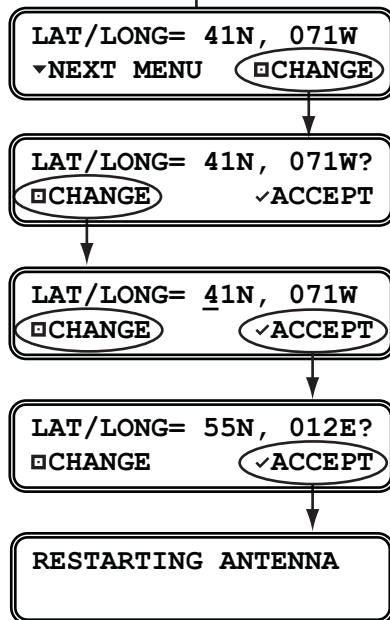 LAT/LONG= 41N, 071W
▾NEXT MENU ⊡CHANGE
LAT/LONG= 41N, 071W?
⊡CHANGE ✓ACCEPT
LAT/LONG= 41N, 071W
⊡CHANGE ✓ACCEPT
LAT/LONG= 55N, 012E?
⊡CHANGE ✓ACCEPT
RESTARTING ANTENNA